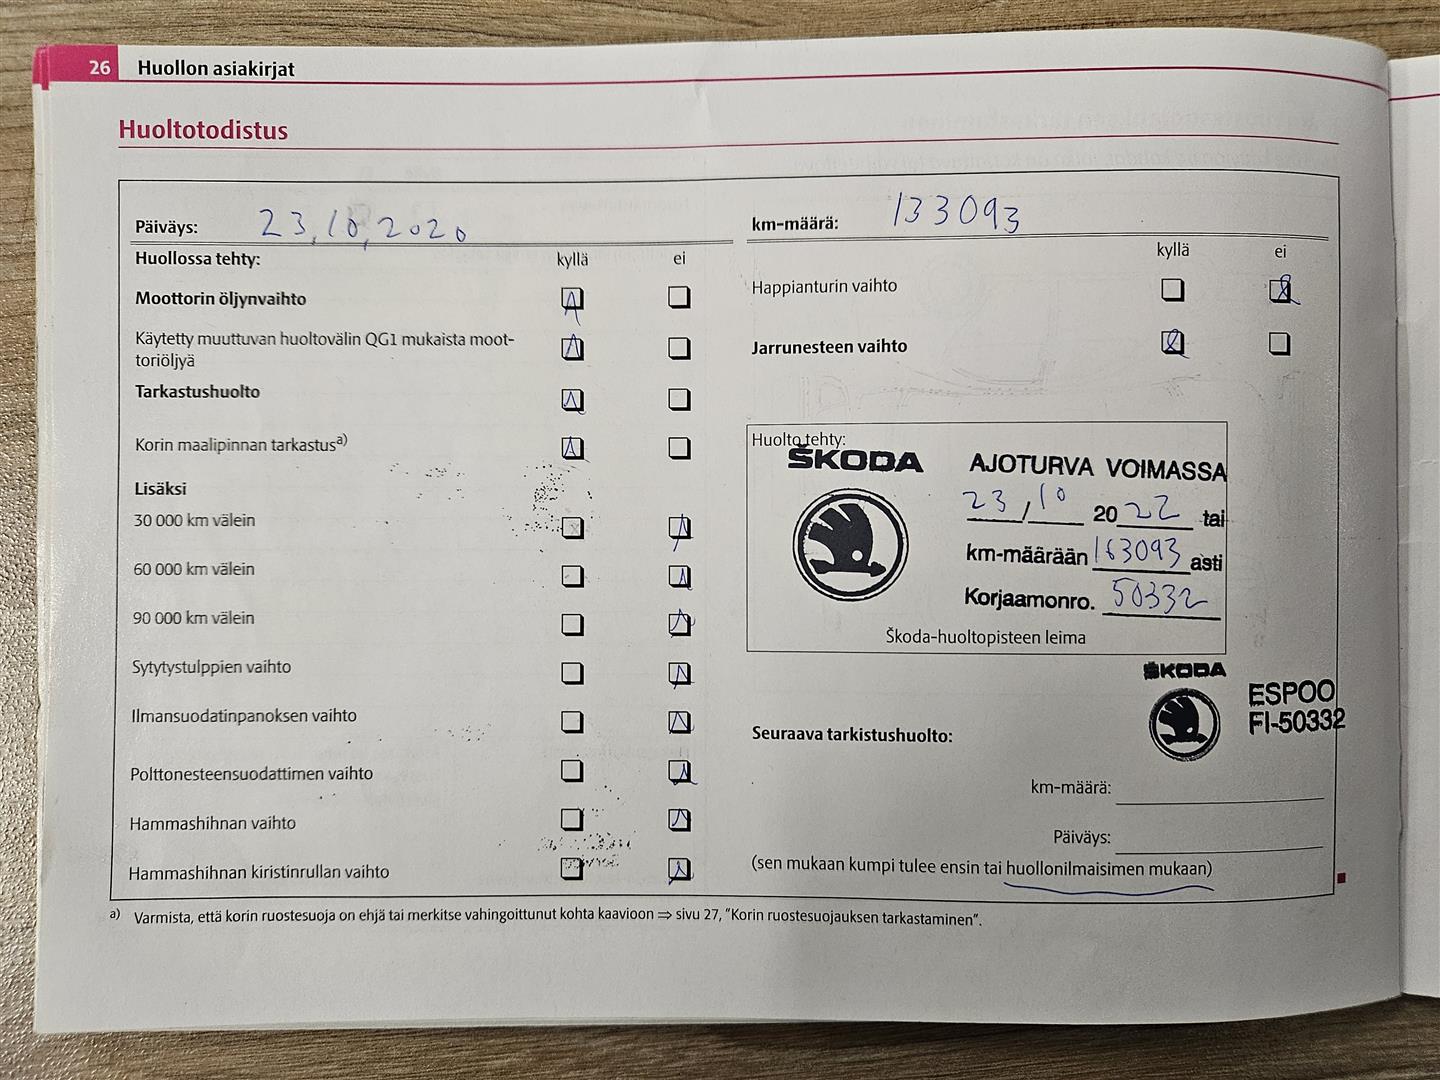 26 Huollon asiakirjat
Huoltotodistus
Päiväys: 23,10,2020
Huollossa tehty: kyllä ei
Moottorin öljynvaihto
Käytetty muuttuvan huoltovälin QG1 mukaista moot-
toriöljyä
Tarkastushuolto
Korin maalipinnan tarkastus a)
Lisäksi
30 000 km välein
60 000 km välein
90 000 km välein
Sytytystulppien vaihto
Ilmansuodatinpanoksen vaihto
Polttonesteensuodattimen vaihto
Hammashihnan vaihto
Hammashihnan kiristinrullan vaihto
km-määrä: 133093
kyllä ei
Happianturin vaihto
Jarrunesteen vaihto
Huolto tehty:
ŠKODA
AJOTURVA VOIMASSA
23/10 2022 tai
km-määrään 163093 asti
Korjaamonro. 50332
Škoda-huoltopisteen leima
ŠKODA
ESPOO
FI-50332
Seuraava tarkistushuolto:
km-määrä:
Päiväys:
(sen mukaan kumpi tulee ensin tai huollonilmaisimen mukaan)
a) Varmista, että korin ruostesuoja on ehjä tai merkitse vahingoittunut kohta kaavioon ⇒ sivu 27, "Korin ruostesuojauksen tarkastaminen".